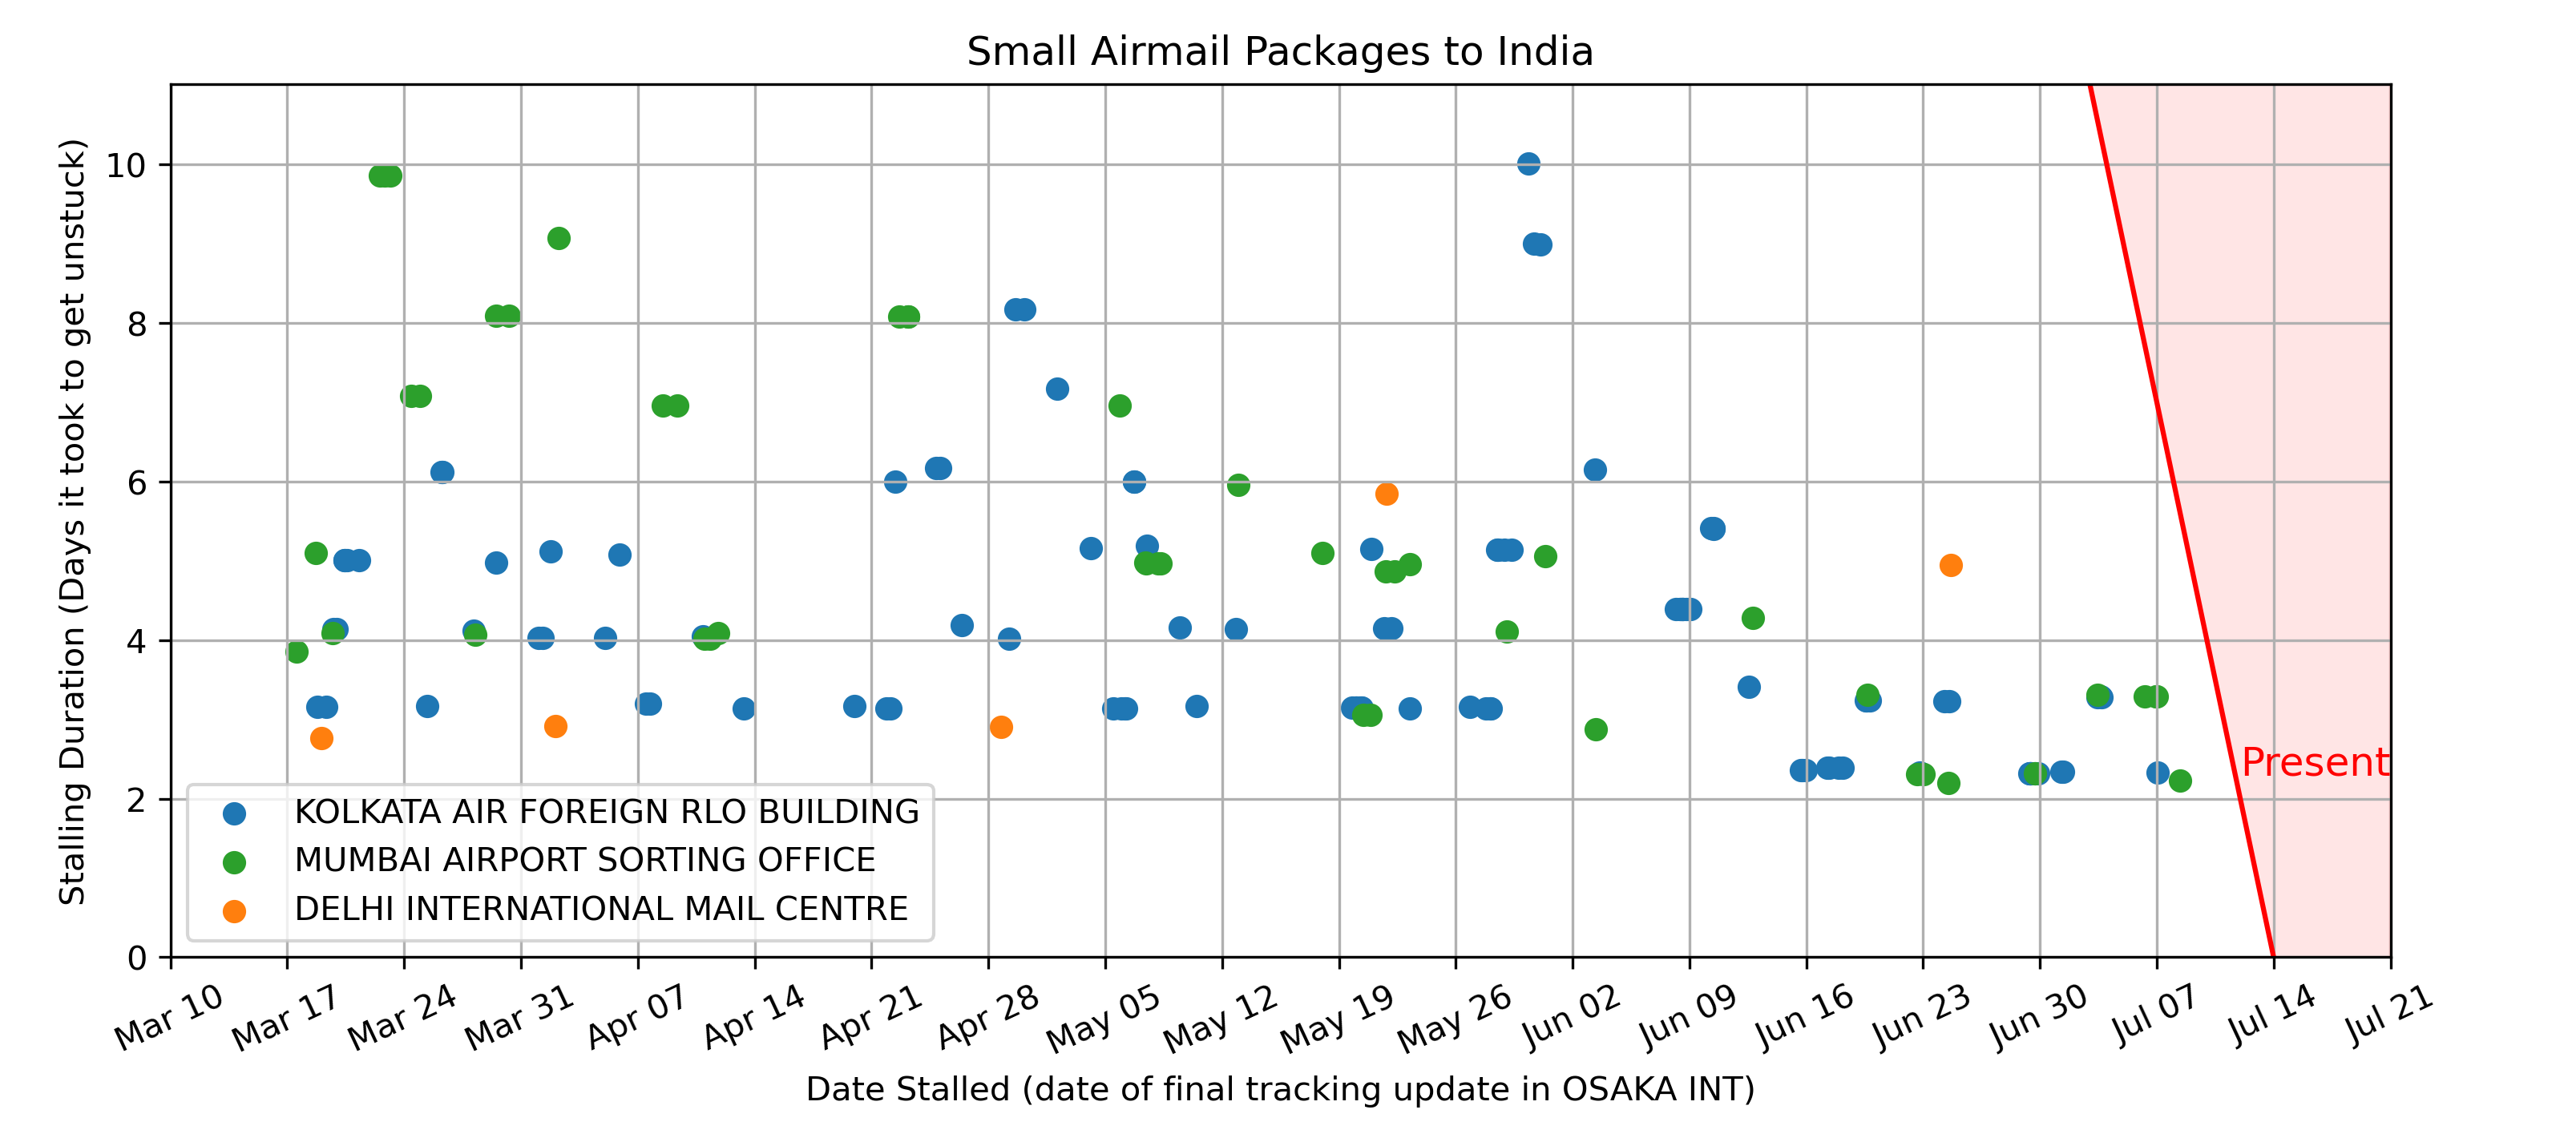 Small Airmail Packages to India
Stalling Duration (Days it took to get unstuck)
10
8
6
4
2
0
Present
KOLKATA AIR FOREIGN RLO BUILDING
MUMBAI AIRPORT SORTING OFFICE
DELHI INTERNATIONAL MAIL CENTRE
Mar 10
Mar 17
Mar 24
Mar 31
Apr 07
Apr 14
Apr 21
Apr 28
May 05
May 12
May 19
May 26
Jun 02
Jun 09
Jun 16
Jun 23
Jun 30
Jul 07
Jul 14
Jul 21
Date Stalled (date of final tracking update in OSAKA INT)